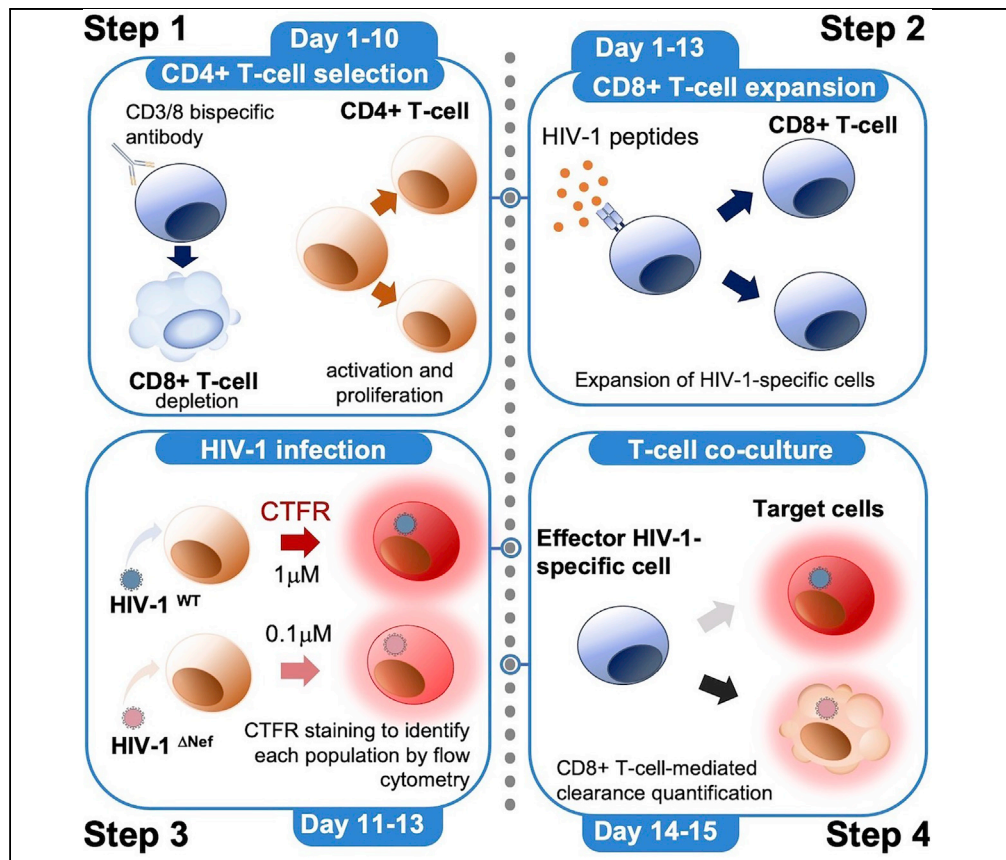 Step 1
Day 1-10
CD4+ T-cell selection
CD3/8 bispecific
antibody
CD4+ T-cell
CD8+ T-cell
depletion
activation and
proliferation
Step 2
Day 1-13
CD8+ T-cell expansion
HIV-1 peptides
CD8+ T-cell
Expansion of HIV-1-specific cells
HIV-1 infection
CTFR
1μM
HIV-1 WT
0.1μM
HIV-1 ΔNef
CTFR staining to identify
each population by flow
cytometry
Step 3
Day 11-13
T-cell co-culture
Target cells
Effector HIV-1-
specific cell
CD8+ T-cell-mediated
clearance quantification
Day 14-15
Step 4